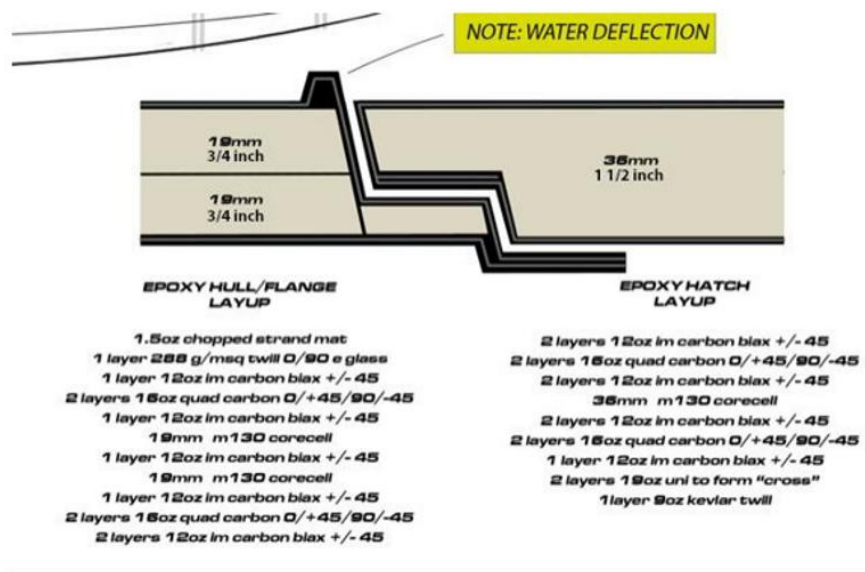 NOTE: WATER DEFLECTION
19mm
3/4 inch
36mm
1 1/2 inch
19mm
3/4 inch
EPOXY HULL/FLANGE
LAYUP
1.5oz chopped strand mat
1 layer 288 g/msq twill 0/90 e glass
1 layer 12oz im carbon biax +/- 45
2 layers 16oz quad carbon 0/+45/90/-45
1 layer 12oz im carbon biax +/- 45
19mm m130 corecell
1 layer 12oz im carbon biax +/- 45
19mm m130 corecell
1 layer 12oz im carbon biax +/- 45
2 layers 16oz quad carbon 0/+45/90/-45
2 layers 12oz im carbon biax +/- 45
EPOXY HATCH
LAYUP
2 layers 12oz im carbon biax +/- 45
2 layers 16oz quad carbon 0/+45/90/-45
2 layers 12oz im carbon biax +/- 45
36mm m130 corecell
2 layers 12oz im carbon biax +/- 45
2 layers 16oz quad carbon 0/+45/90/-45
1 layer 12oz im carbon biax +/- 45
2 layers 19oz uni to form “cross”
1layer 9oz kevlar twill